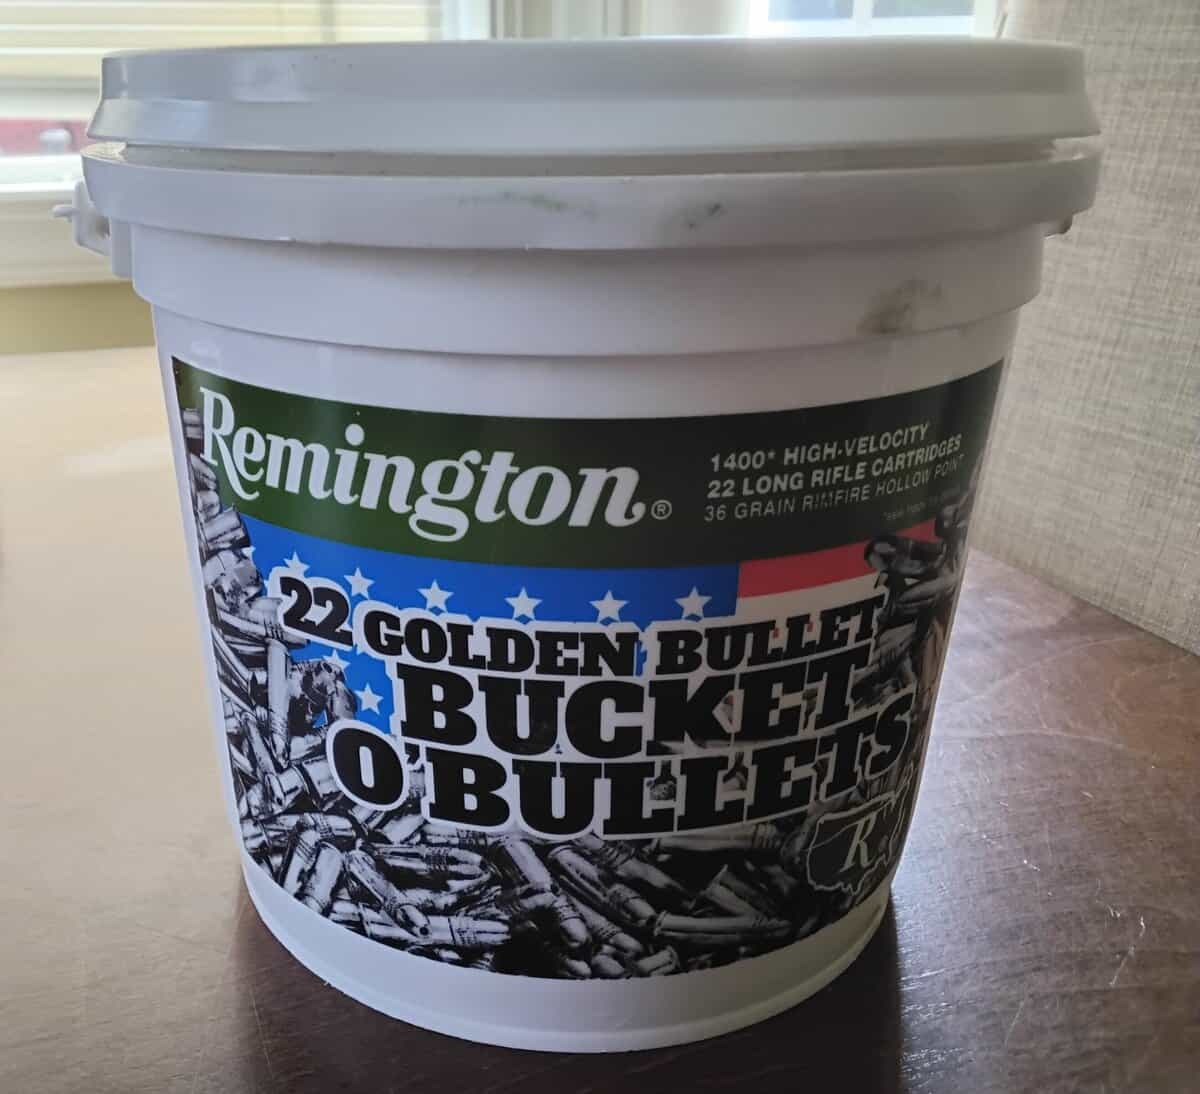 Remington®
1400* HIGH-VELOCITY
22 LONG RIFLE CARTRIDGES
36 GRAIN RIMFIRE HOLLOW POINT
22 GOLDEN BULLET
BUCKET
O'BULLETS
R